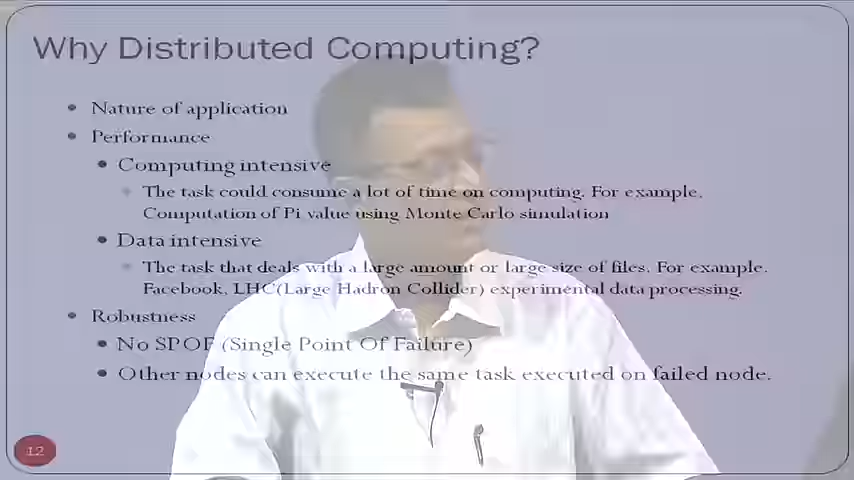 Why Distributed Computing?
Nature of application
Performance
Computing intensive
The task could consume a lot of time on computing. For example,
Computation of Pi value using Monte Carlo simulation
Data intensive
The task that deals with a large amount or large size of files. For example,
Facebook, LHC(Large Hadron Collider) experimental data processing.
Robustness
No SPOF (Single Point Of Failure)
Other nodes can execute the same task executed on failed node.
12